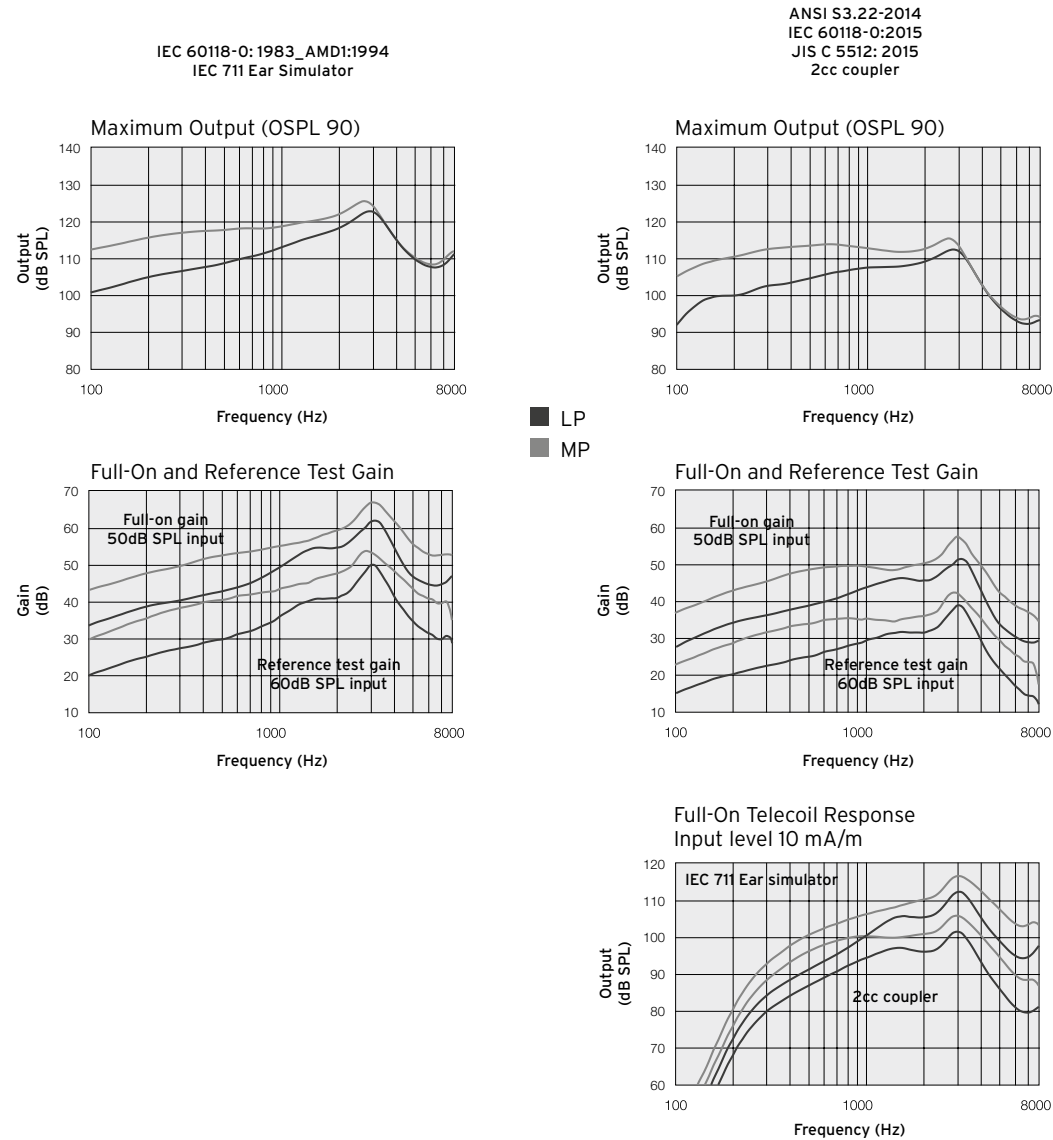 IEC 60118-0: 1983_AMD1:1994
IEC 711 Ear Simulator
Maximum Output (OSPL 90)
Output
(dB SPL)
140
130
120
110
100
90
80
100
1000
8000
Frequency (Hz)
Full-On and Reference Test Gain
Gain
(dB)
70
60
50
40
30
20
10
Full-on gain
50dB SPL input
Reference test gain
60dB SPL input
100
1000
8000
Frequency (Hz)
LP
MP
ANSI S3.22-2014
IEC 60118-0:2015
JIS C 5512: 2015
2cc coupler
Maximum Output (OSPL 90)
Output
(dB SPL)
140
130
120
110
100
90
80
100
1000
8000
Frequency (Hz)
Full-On and Reference Test Gain
Gain
(dB)
70
60
50
40
30
20
10
Full-on gain
50dB SPL input
Reference test gain
60dB SPL input
100
1000
8000
Frequency (Hz)
Full-On Telecoil Response
Input level 10 mA/m
Output
(dB SPL)
120
110
100
90
80
70
60
IEC 711 Ear simulator
2cc coupler
100
1000
8000
Frequency (Hz)